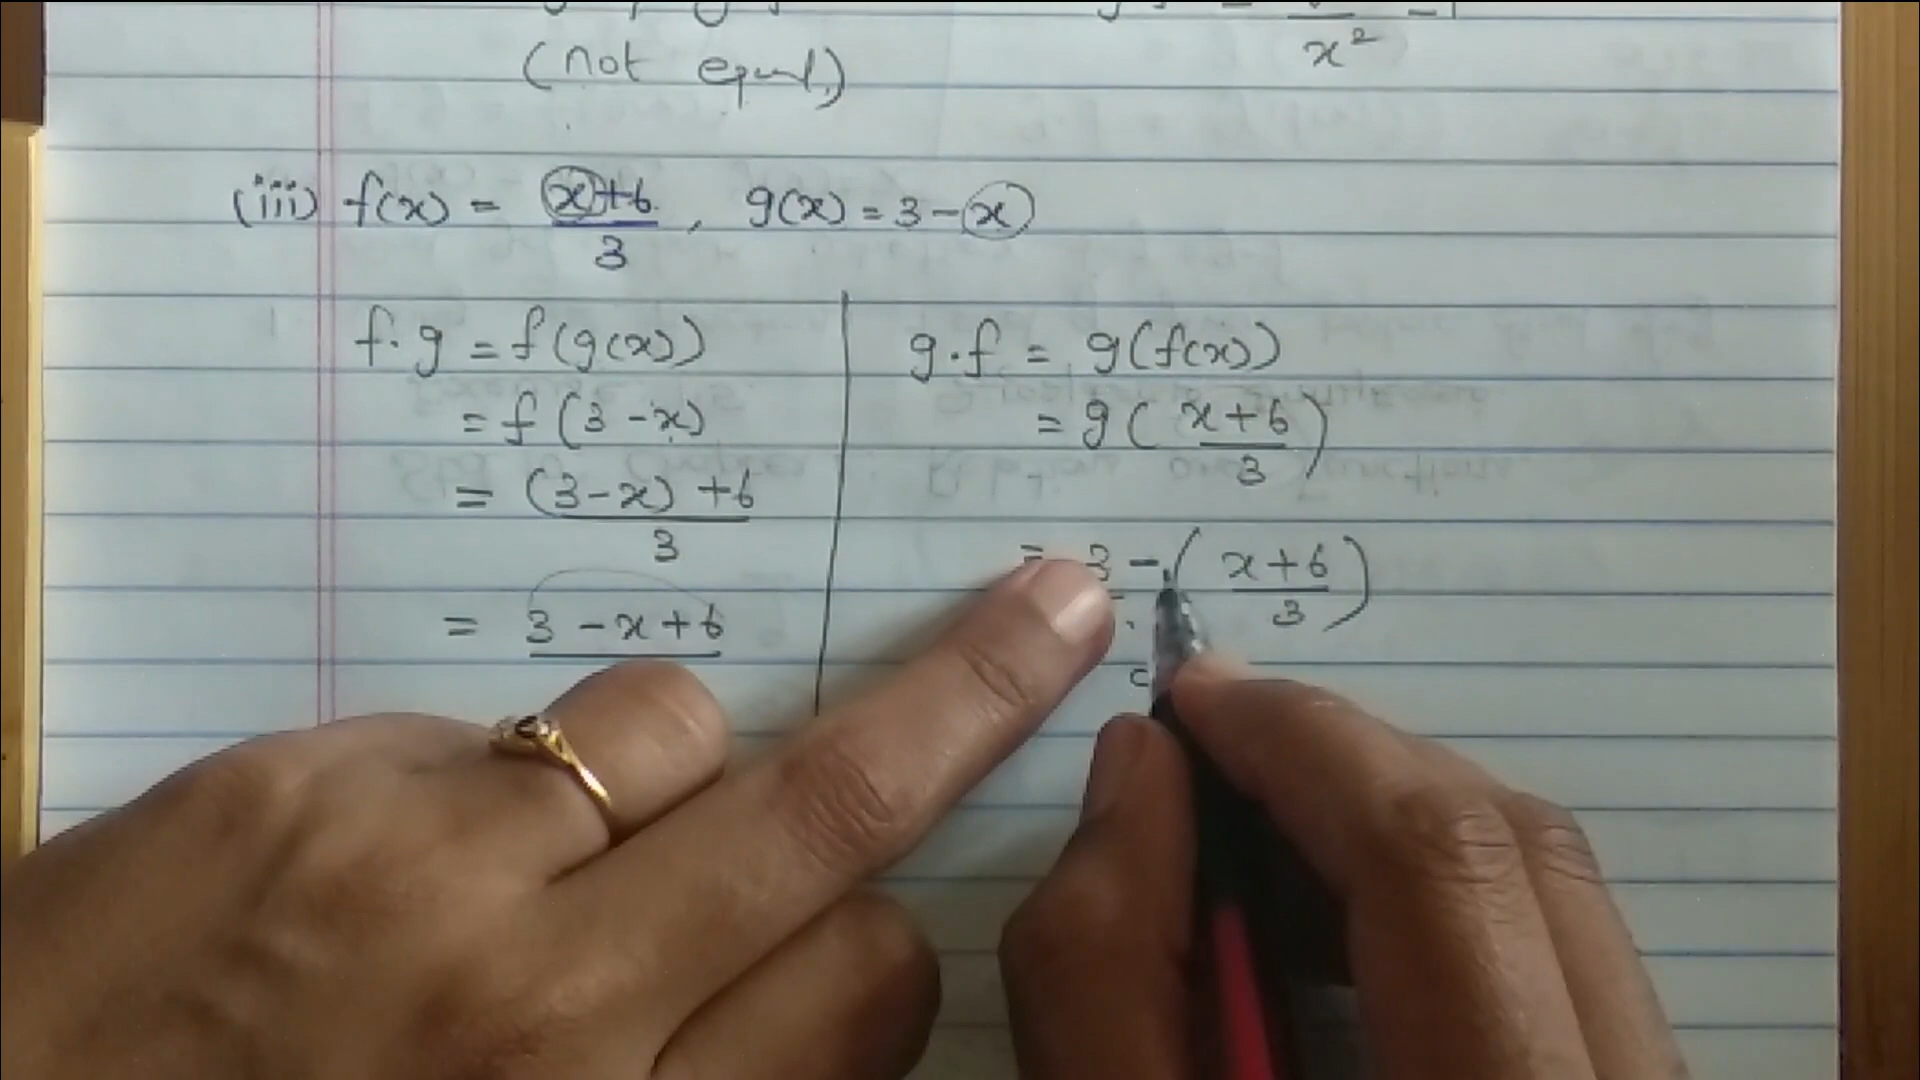 (not equal)
x²
(iii) f(x) = x+6/3, g(x) = 3-x
f.g = f(g(x))
= f(3-x)
= (3-x)+6/3
= 3-x+6
g.f = g(f(x))
= g(x+6/3)
= 3-(x+6/3)